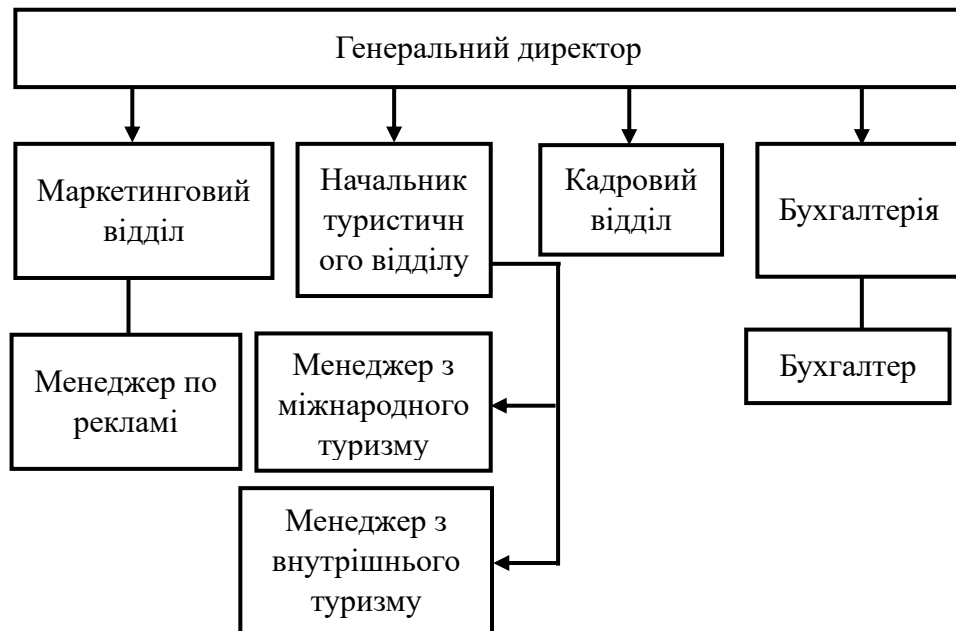 Генеральний директор
Маркетинговий
відділ
Начальник
туристичн
ого відділу
Кадровий
відділ
Бухгалтерія
Менеджер по
рекламі
Менеджер з
міжнародного
туризму
Бухгалтер
Менеджер з
внутрішнього
туризму